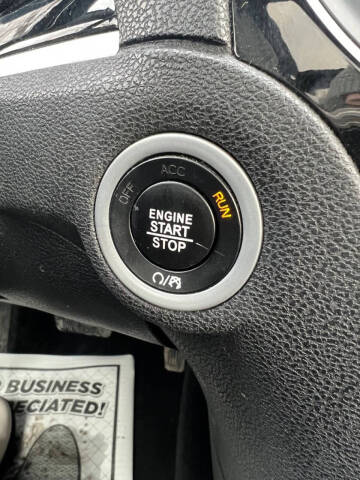 OFF
ACC
RUN
ENGINE
START
STOP
BUSINESS
ECIATED!